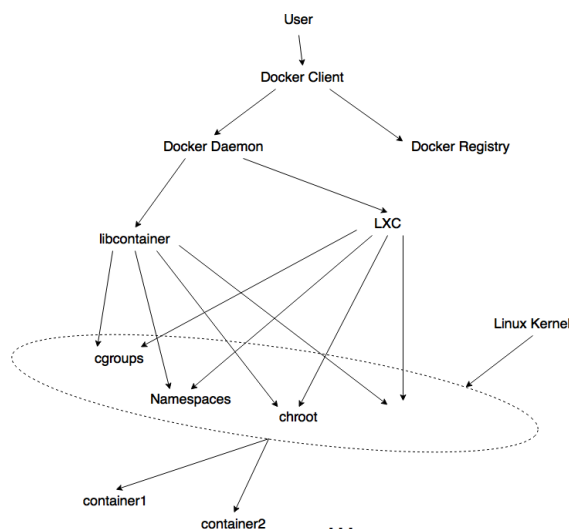 User
Docker Client
Docker Daemon
Docker Registry
LXC
libcontainer
Linux Kernel
cgroups
Namespaces
chroot
container1
container2
...